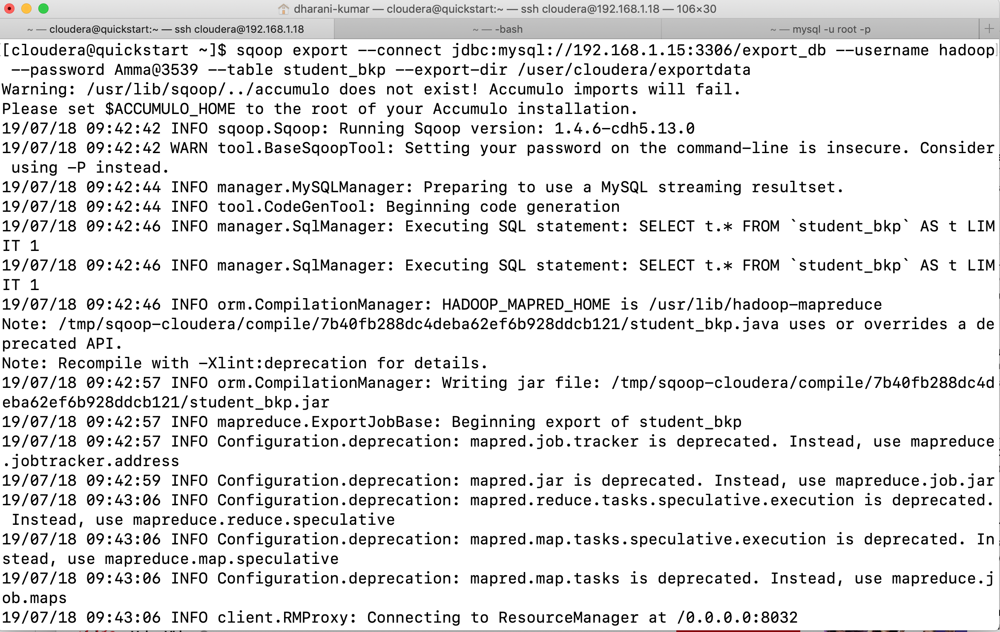 dharani-kumar — cloudera@quickstart:~ — ssh cloudera@192.168.1.18 — 106×30
~ — cloudera@quickstart:~ — ssh cloudera@192.168.1.18
~ — -bash
~ — mysql -u root -p
[cloudera@quickstart ~]$ sqoop export --connect jdbc:mysql://192.168.1.15:3306/export_db --username hadoop
 --password Amma@3539 --table student_bkp --export-dir /user/cloudera/exportdata
Warning: /usr/lib/sqoop/../accumulo does not exist! Accumulo imports will fail.
Please set $ACCUMULO_HOME to the root of your Accumulo installation.
19/07/18 09:42:42 INFO sqoop.Sqoop: Running Sqoop version: 1.4.6-cdh5.13.0
19/07/18 09:42:42 WARN tool.BaseSqoopTool: Setting your password on the command-line is insecure. Consider
 using -P instead.
19/07/18 09:42:44 INFO manager.MySQLManager: Preparing to use a MySQL streaming resultset.
19/07/18 09:42:44 INFO tool.CodeGenTool: Beginning code generation
19/07/18 09:42:46 INFO manager.SqlManager: Executing SQL statement: SELECT t.* FROM `student_bkp` AS t LIM
IT 1
19/07/18 09:42:46 INFO manager.SqlManager: Executing SQL statement: SELECT t.* FROM `student_bkp` AS t LIM
IT 1
19/07/18 09:42:46 INFO orm.CompilationManager: HADOOP_MAPRED_HOME is /usr/lib/hadoop-mapreduce
Note: /tmp/sqoop-cloudera/compile/7b40fb288dc4deba62ef6b928ddcb121/student_bkp.java uses or overrides a de
precated API.
Note: Recompile with -Xlint:deprecation for details.
19/07/18 09:42:57 INFO orm.CompilationManager: Writing jar file: /tmp/sqoop-cloudera/compile/7b40fb288dc4d
eba62ef6b928ddcb121/student_bkp.jar
19/07/18 09:42:57 INFO mapreduce.ExportJobBase: Beginning export of student_bkp
19/07/18 09:42:57 INFO Configuration.deprecation: mapred.job.tracker is deprecated. Instead, use mapreduce
.jobtracker.address
19/07/18 09:42:59 INFO Configuration.deprecation: mapred.jar is deprecated. Instead, use mapreduce.job.jar
19/07/18 09:43:06 INFO Configuration.deprecation: mapred.reduce.tasks.speculative.execution is deprecated.
 Instead, use mapreduce.reduce.speculative
19/07/18 09:43:06 INFO Configuration.deprecation: mapred.map.tasks.speculative.execution is deprecated. In
stead, use mapreduce.map.speculative
19/07/18 09:43:06 INFO Configuration.deprecation: mapred.map.tasks is deprecated. Instead, use mapreduce.j
ob.maps
19/07/18 09:43:06 INFO client.RMProxy: Connecting to ResourceManager at /0.0.0.0:8032